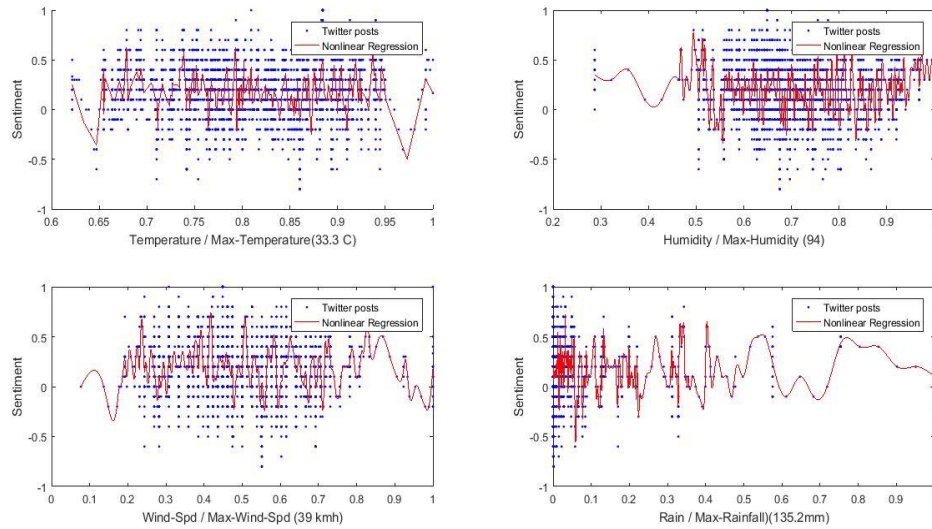 1
0.5
0
-0.5
-1
Sentiment
Twitter posts
Nonlinear Regression
0.6 0.65 0.7 0.75 0.8 0.85 0.9 0.95 1
Temperature / Max-Temperature(33.3 C)
1
0.5
0
-0.5
-1
Sentiment
Twitter posts
Nonlinear Regression
0.2 0.3 0.4 0.5 0.6 0.7 0.8 0.9 1
Humidity / Max-Humidity (94)
1
0.5
0
-0.5
-1
Sentiment
Twitter posts
Nonlinear Regression
0 0.1 0.2 0.3 0.4 0.5 0.6 0.7 0.8 0.9 1
Wind-Spd / Max-Wind-Spd (39 kmh)
1
0.5
0
-0.5
-1
Sentiment
Twitter posts
Nonlinear Regression
0 0.1 0.2 0.3 0.4 0.5 0.6 0.7 0.8 0.9 1
Rain / Max-Rainfall)(135.2mm)